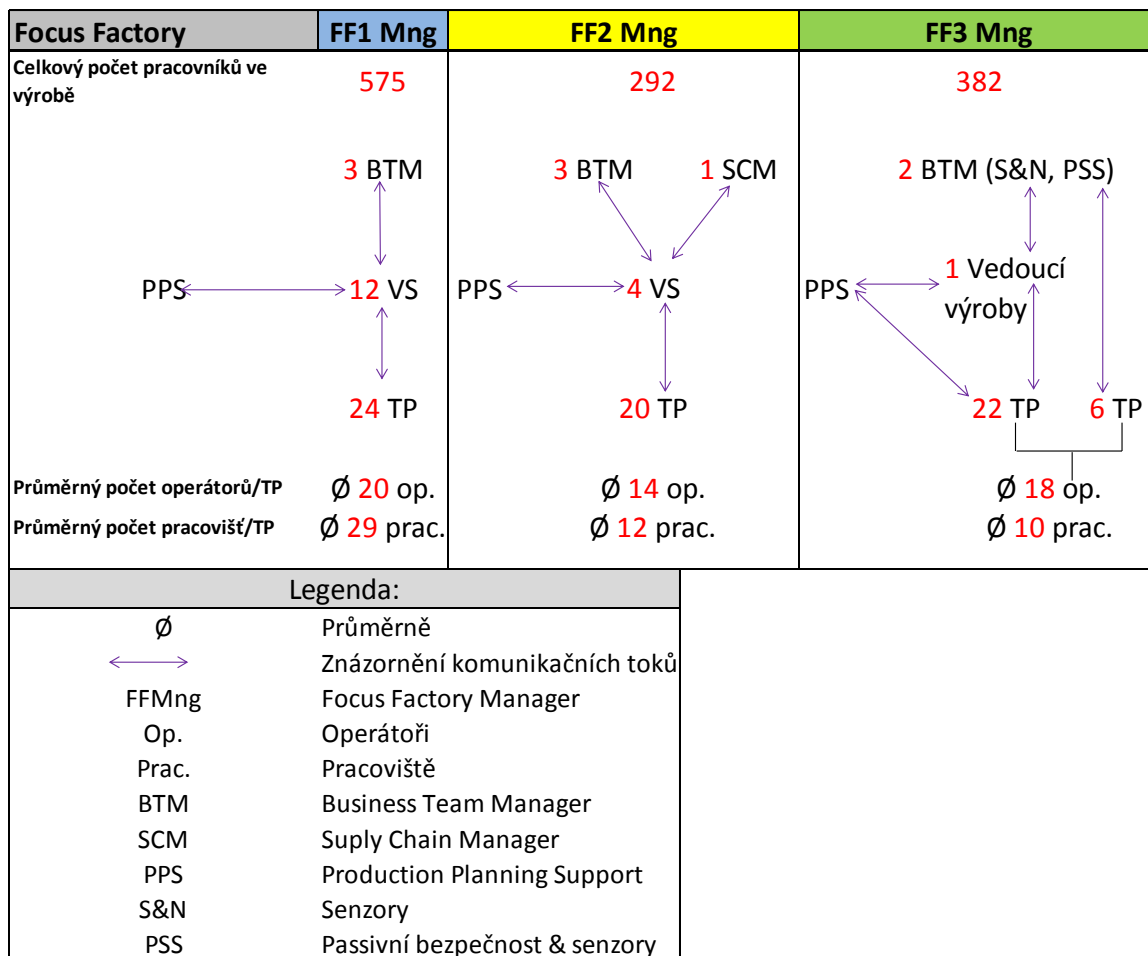 Focus Factory FF1 Mng FF2 Mng FF3 Mng
Celkový počet pracovníků ve
výrobě
575 292 382
3 BTM 3 BTM 1 SCM 2 BTM (S&N, PSS)
PPS 12 VS PPS 4 VS PPS 1 Vedoucí
výroby
24 TP 20 TP 22 TP 6 TP
Průměrný počet operátorů/TP Ø 20 op. Ø 14 op. Ø 18 op.
Průměrný počet pracovišť/TP Ø 29 prac. Ø 12 prac. Ø 10 prac.
Legenda:
Ø Průměrně
Znázornění komunikačních toků
FFMng Focus Factory Manager
Op. Operátoři
Prac. Pracoviště
BTM Business Team Manager
SCM Suply Chain Manager
PPS Production Planning Support
S&N Senzory
PSS Passivní bezpečnost & senzory